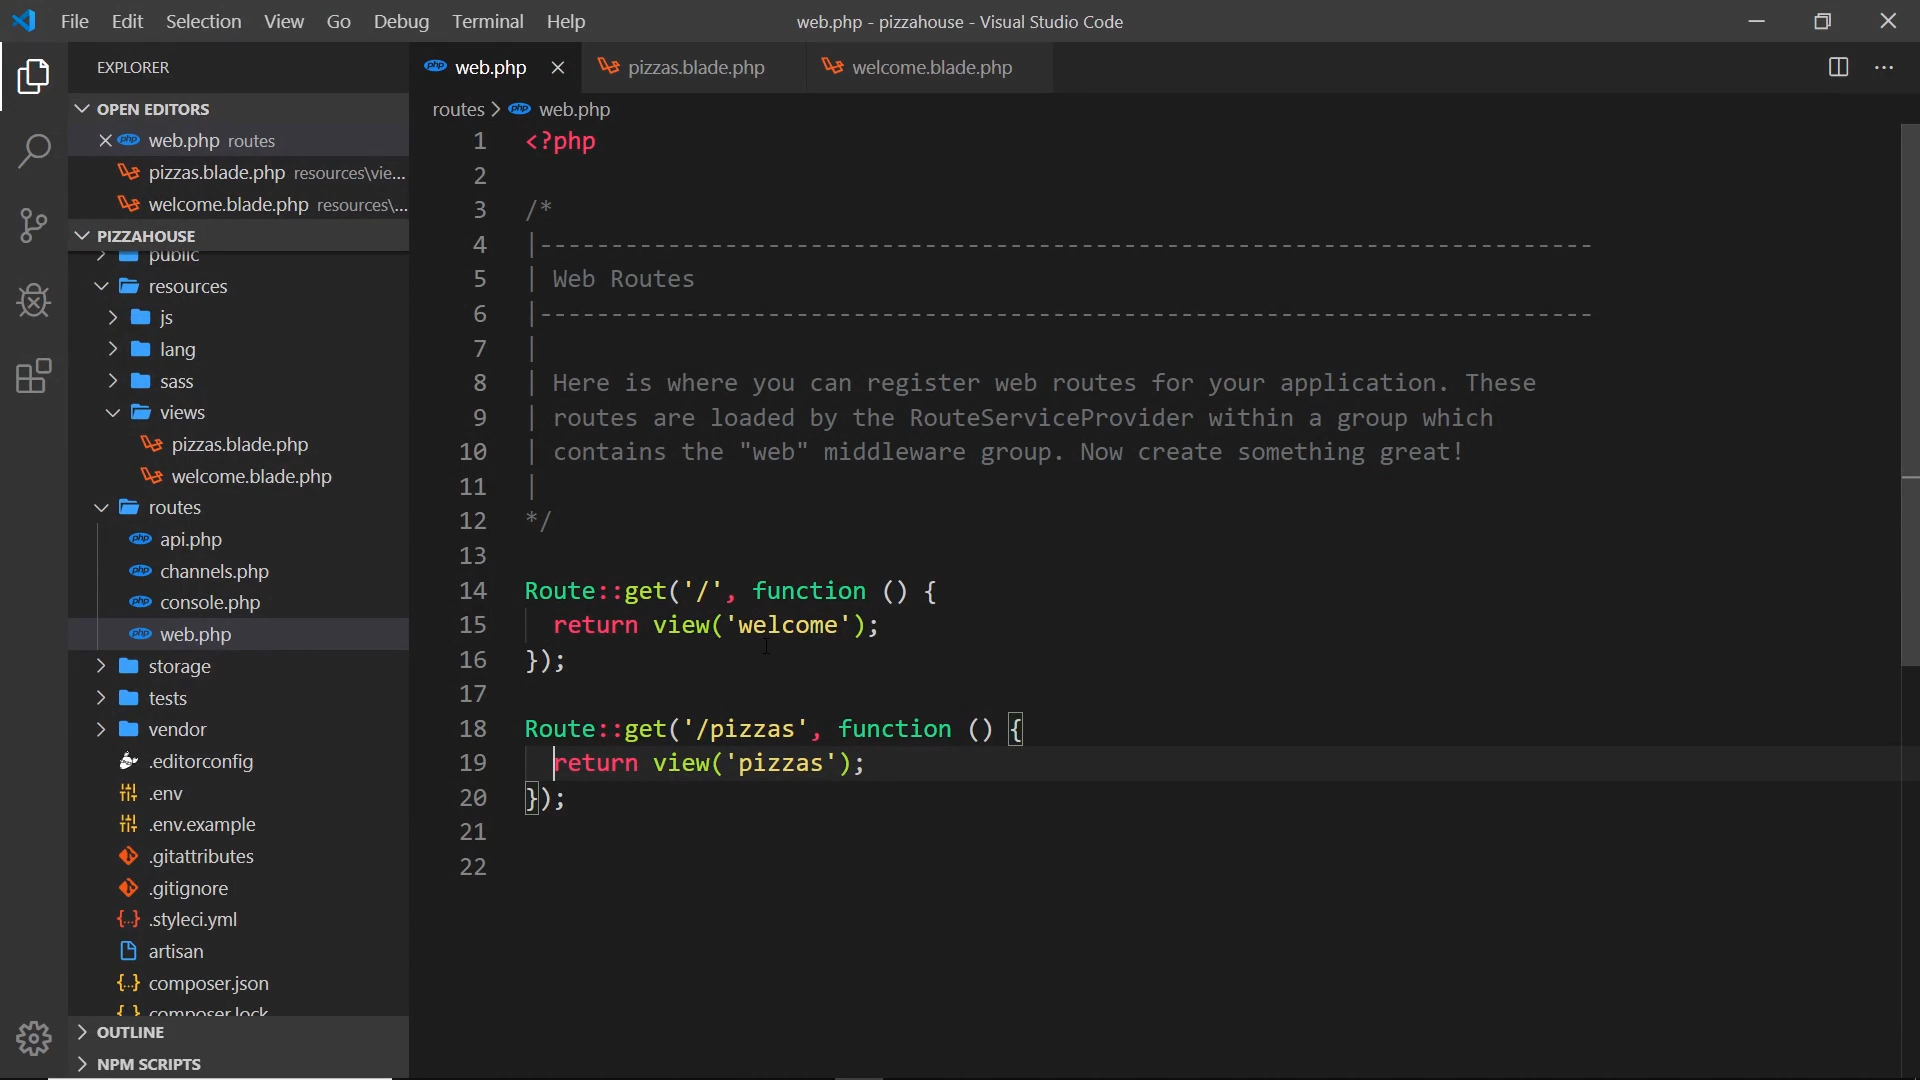 File Edit Selection View Go Debug Terminal Help
web.php - pizzahouse - Visual Studio Code
EXPLORER
OPEN EDITORS
web.php routes
pizzas.blade.php resources\vie...
welcome.blade.php resources\...
PIZZAHOUSE
public
resources
js
lang
sass
views
pizzas.blade.php
welcome.blade.php
routes
php api.php
php channels.php
php console.php
php web.php
storage
tests
vendor
.editorconfig
.env
.env.example
.gitattributes
.gitignore
{..} .styleci.yml
artisan
{..} composer.json
{..} composer.lock
OUTLINE
NPM SCRIPTS
php web.php
pizzas.blade.php
welcome.blade.php
routes > php web.php
1 <?php
2
3 /*
4 |--------------------------------------------------------------------------
5 | Web Routes
6 |--------------------------------------------------------------------------
7 |
8 | Here is where you can register web routes for your application. These
9 | routes are loaded by the RouteServiceProvider within a group which
10 | contains the "web" middleware group. Now create something great!
11 |
12 */
13
14 Route::get('/', function () {
15 return view('welcome');
16 });
17
18 Route::get('/pizzas', function () {
19 return view('pizzas');
20 });
21
22